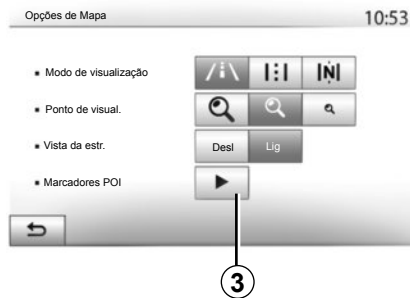 Opções de Mapa 10:53
Modo de visualização N
Ponto de visual.
Vista da estr. Desl Lig
Marcadores POI
3